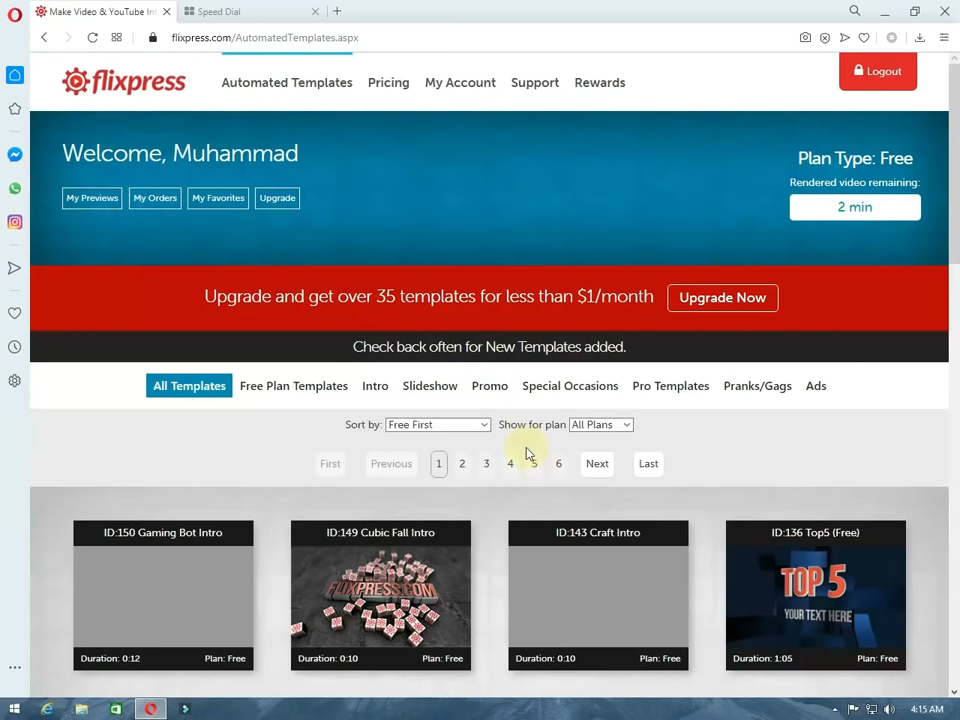 Make Video & YouTube Int
Speed Dial
flixpress.com/AutomatedTemplates.aspx
flixpress
Automated Templates
Pricing
My Account
Support
Rewards
Logout
Welcome, Muhammad
My Previews
My Orders
My Favorites
Upgrade
Plan Type: Free
Rendered video remaining:
2 min
Upgrade and get over 35 templates for less than $1/month
Upgrade Now
Check back often for New Templates added.
All Templates
Free Plan Templates
Intro
Slideshow
Promo
Special Occasions
Pro Templates
Pranks/Gags
Ads
Sort by: Free First
Show for plan All Plans
First Previous 1 2 3 4 5 6 Next Last
ID:150 Gaming Bot Intro
Duration: 0:12 Plan: Free
ID:149 Cubic Fall Intro
FLIXPRESS.COM
Duration: 0:10 Plan: Free
ID:143 Craft Intro
Duration: 0:10 Plan: Free
ID:136 Top5 (Free)
TOP 5
YOUR TEXT HERE
Duration: 1:05 Plan: Free
4:15 AM